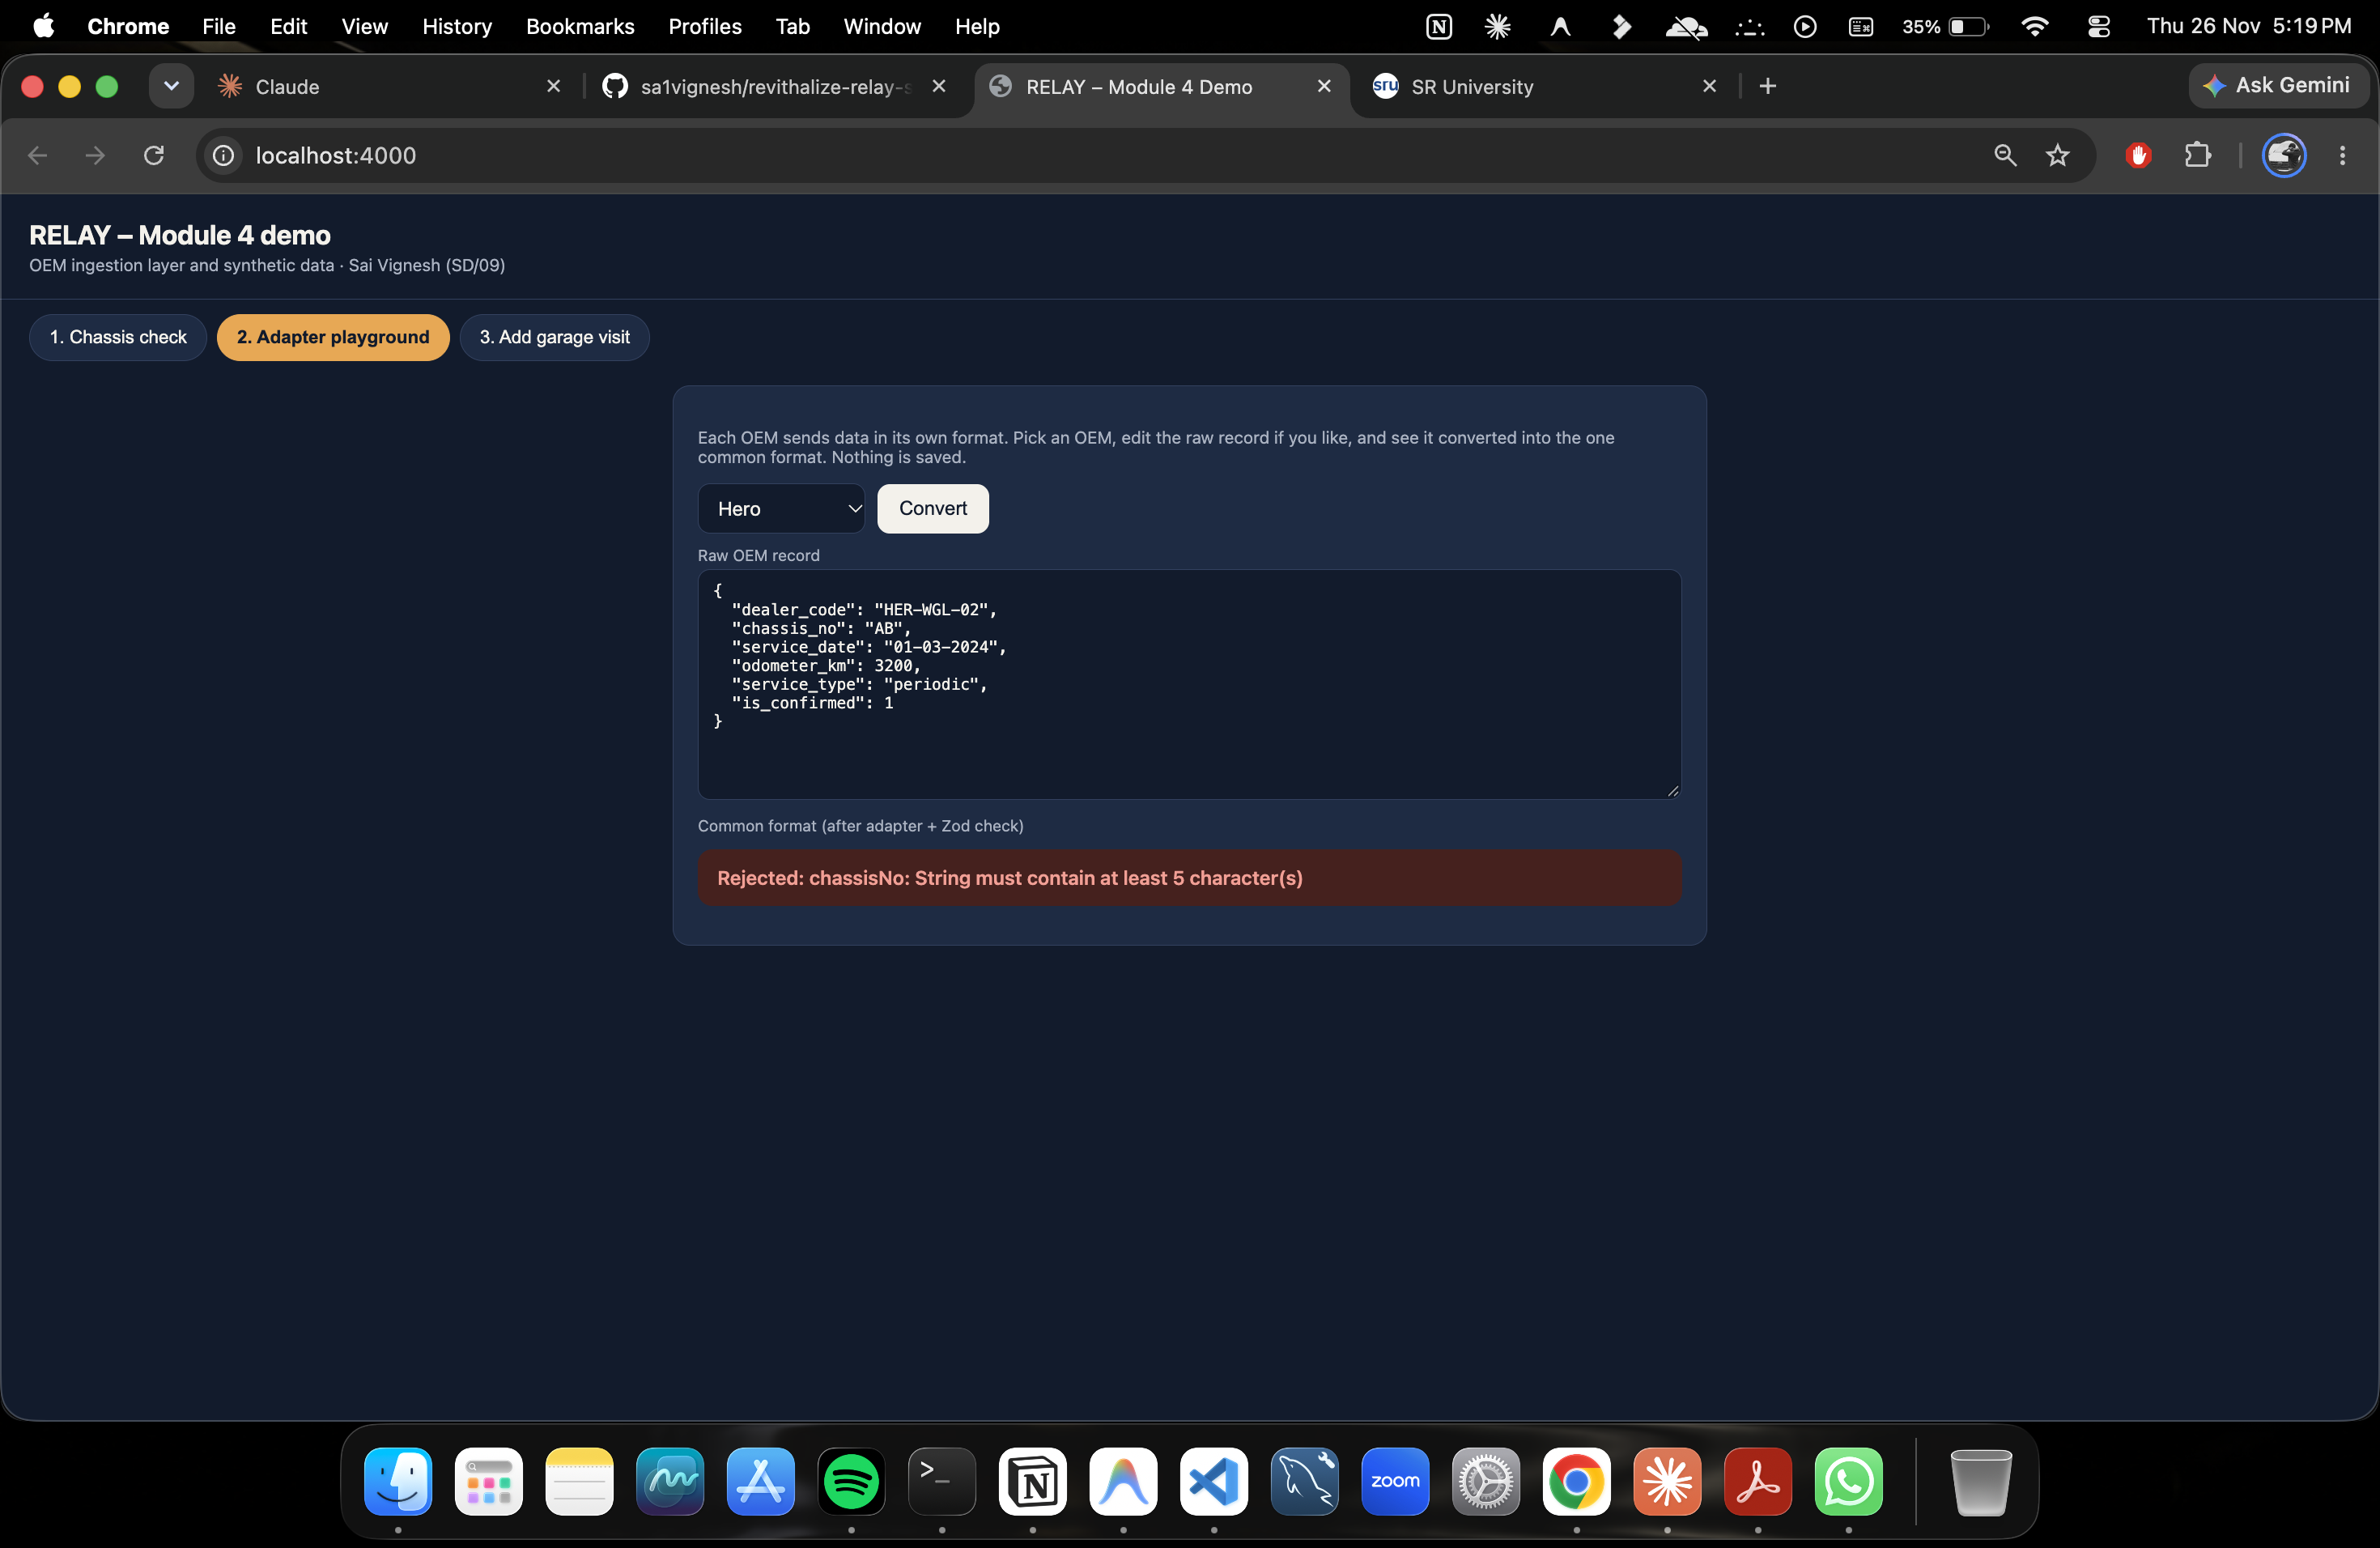 Chrome File Edit View History Bookmarks Profiles Tab Window Help 35% Thu 26 Nov 5:19 PM
Claude sa1vignesh/revithalize-relay-s RELAY – Module 4 Demo sru SR University Ask Gemini
localhost:4000
RELAY – Module 4 demo
OEM ingestion layer and synthetic data · Sai Vignesh (SD/09)
1. Chassis check 2. Adapter playground 3. Add garage visit
Each OEM sends data in its own format. Pick an OEM, edit the raw record if you like, and see it converted into the one
common format. Nothing is saved.
Hero Convert
Raw OEM record
{
"dealer_code": "HER-WGL-02",
"chassis_no": "AB",
"service_date": "01-03-2024",
"odometer_km": 3200,
"service_type": "periodic",
"is_confirmed": 1
}
Common format (after adapter + Zod check)
Rejected: chassisNo: String must contain at least 5 character(s)
zoom